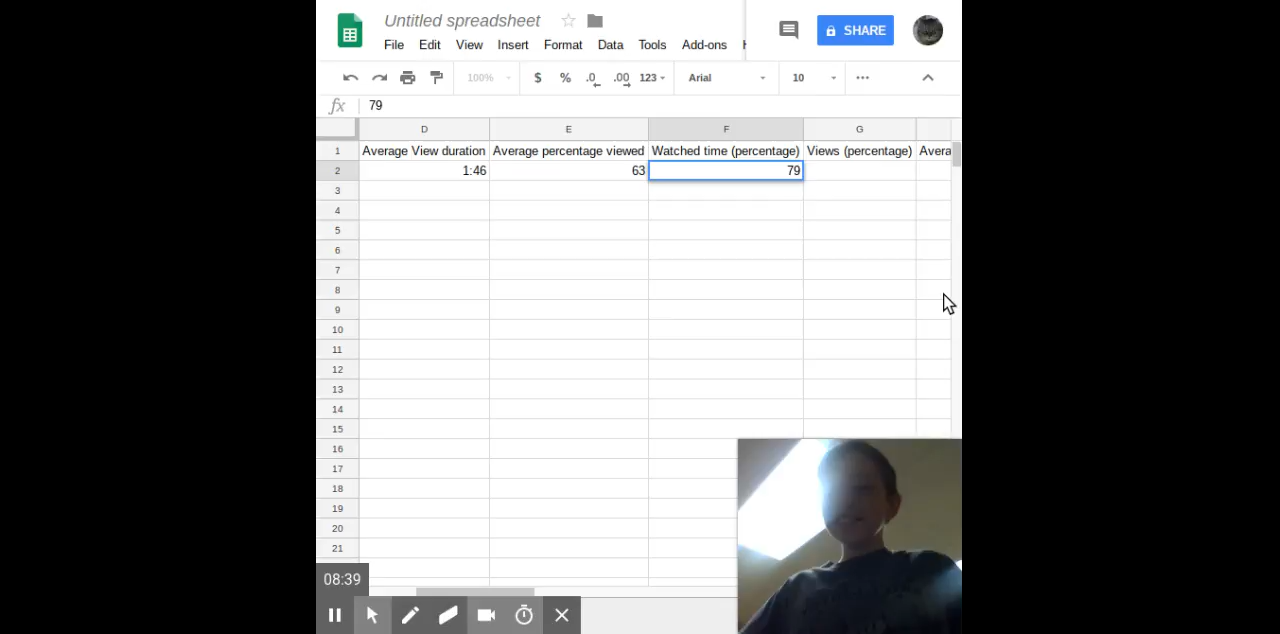 Untitled spreadsheet
File Edit View Insert Format Data Tools Add-ons
SHARE
100% $ % .0 .00 123 Arial 10
fx 79
D E F G
1 Average View duration Average percentage viewed Watched time (percentage) Views (percentage) Avera
2 1:46 63 79
3
4
5
6
7
8
9
10
11
12
13
14
15
16
17
18
19
20
21
08:39